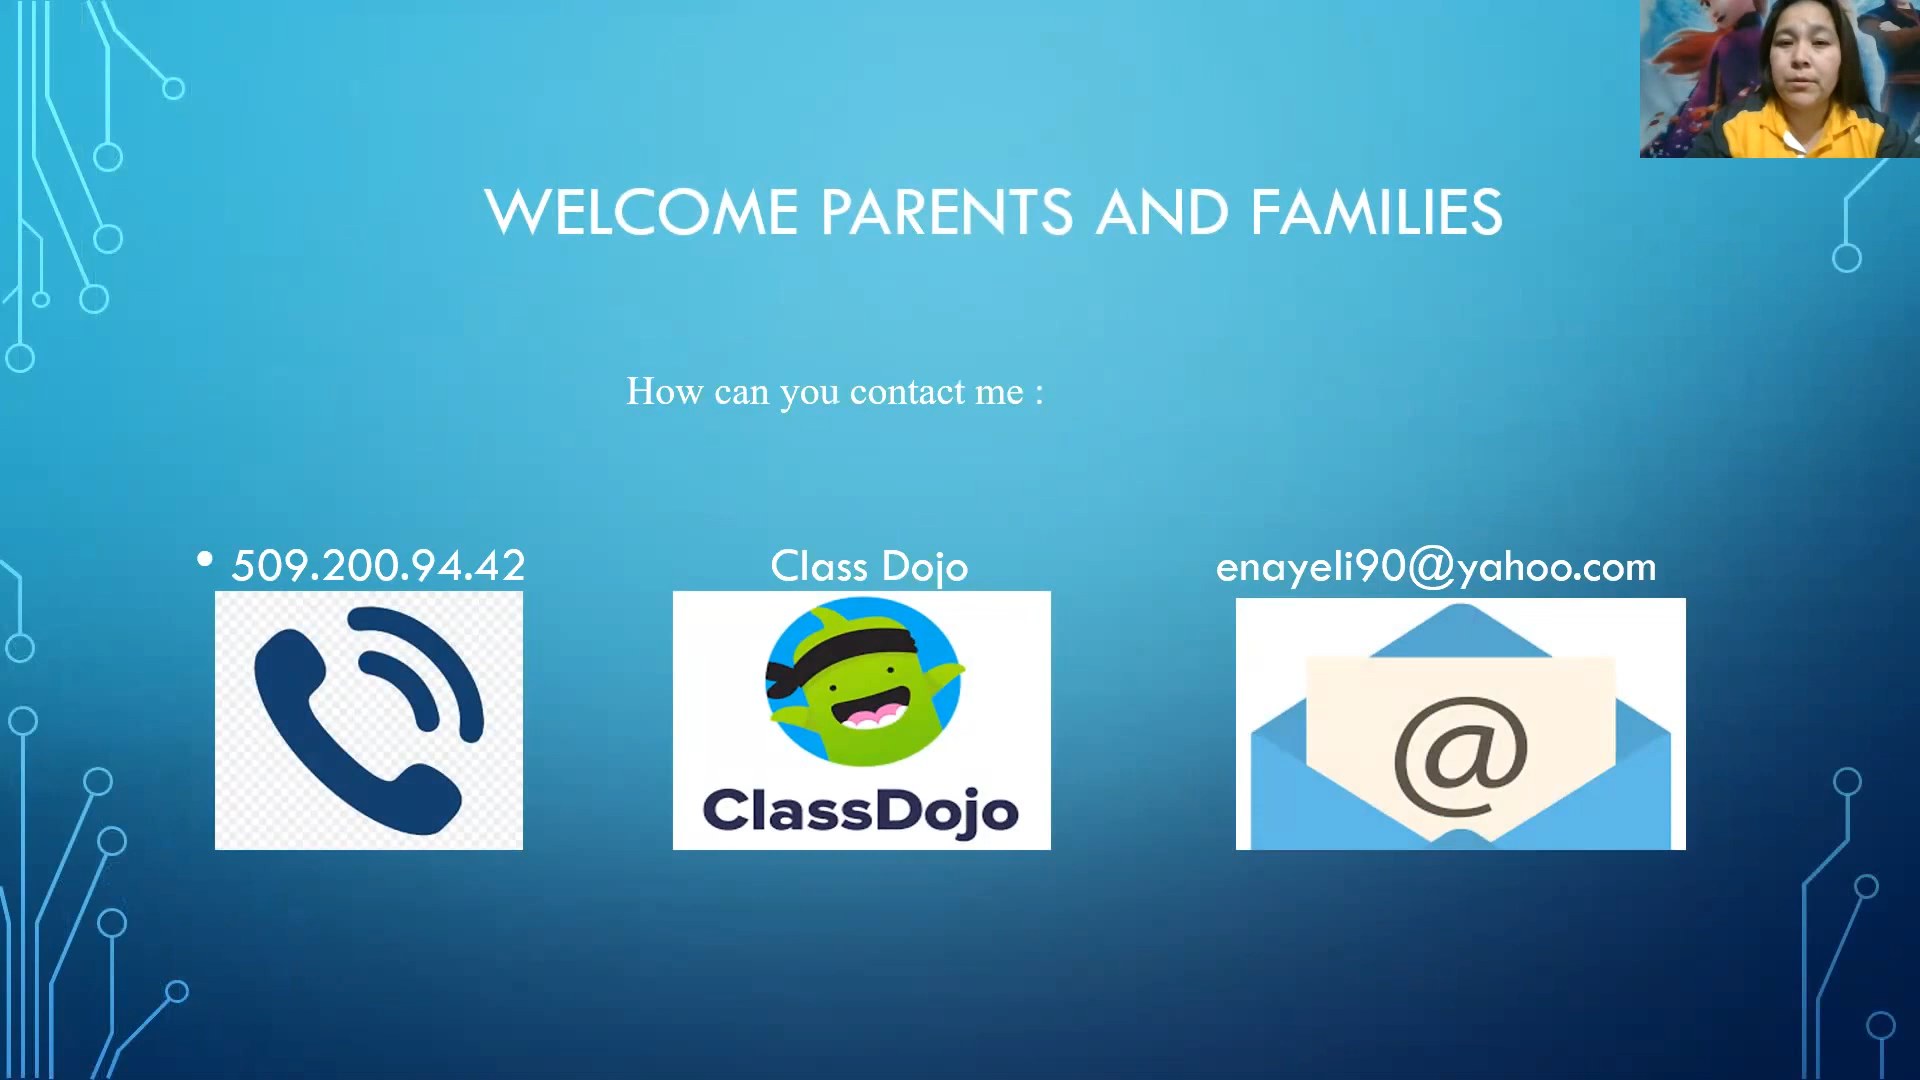 WELCOME PARENTS AND FAMILIES
How can you contact me :
• 509.200.94.42
Class Dojo
enayeli90@yahoo.com
ClassDojo
@